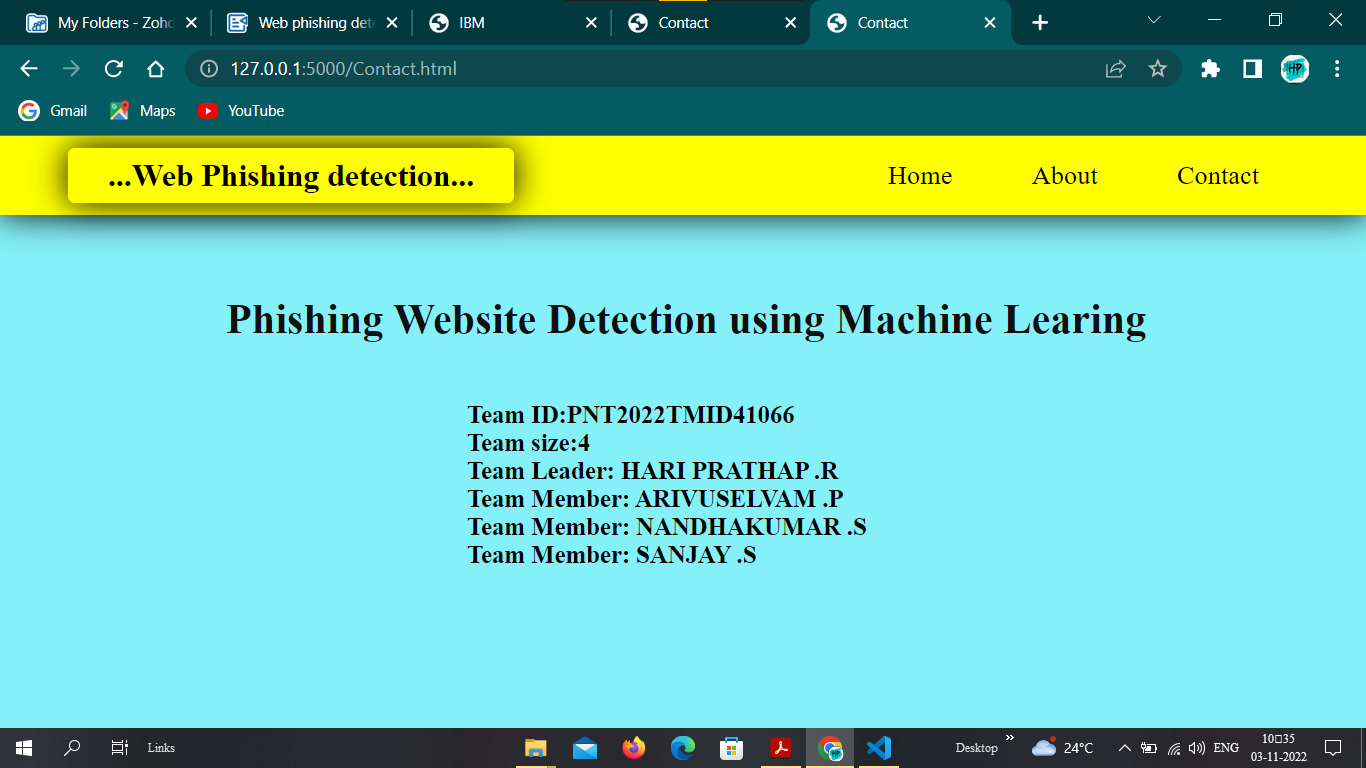 My Folders - Zoho
Web phishing det
IBM
Contact
Contact
127.0.0.1:5000/Contact.html
HP
Gmail
Maps
YouTube
...Web Phishing detection...
Home
About
Contact
Phishing Website Detection using Machine Learing
Team ID:PNT2022TMID41066
Team size:4
Team Leader: HARI PRATHAP .R
Team Member: ARIVUSELVAM .P
Team Member: NANDHAKUMAR .S
Team Member: SANJAY .S
Links
Desktop
24°C
ENG
10□35
03-11-2022